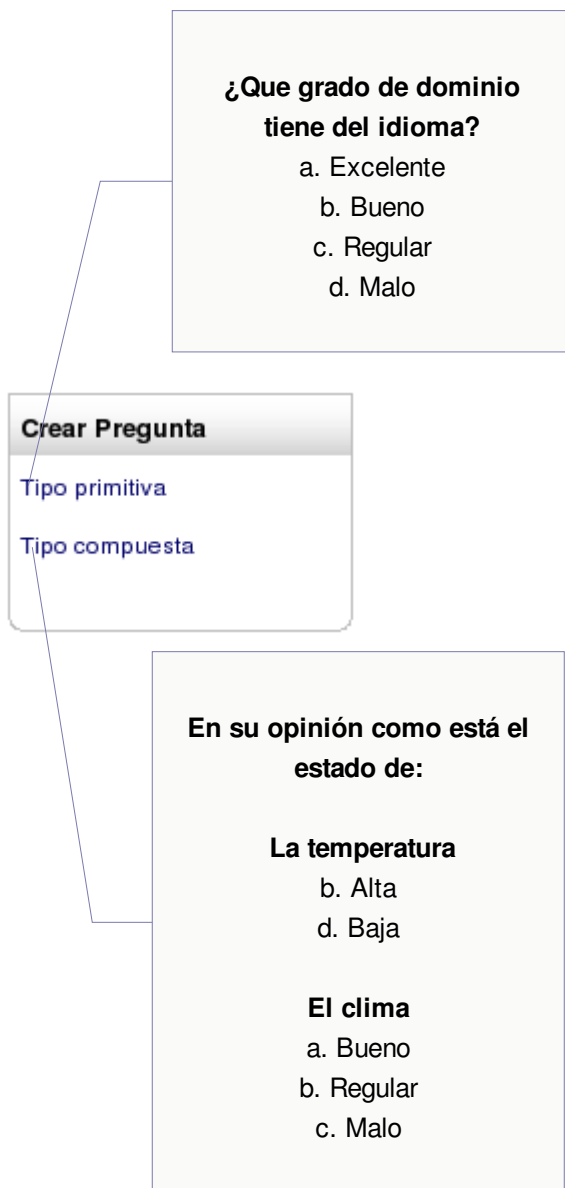 ¿Que grado de dominio
tiene del idioma?
a. Excelente
b. Bueno
c. Regular
d. Malo
Crear Pregunta
Tipo primitiva
Tipo compuesta
En su opinión como está el
estado de:
La temperatura
b. Alta
d. Baja
El clima
a. Bueno
b. Regular
c. Malo